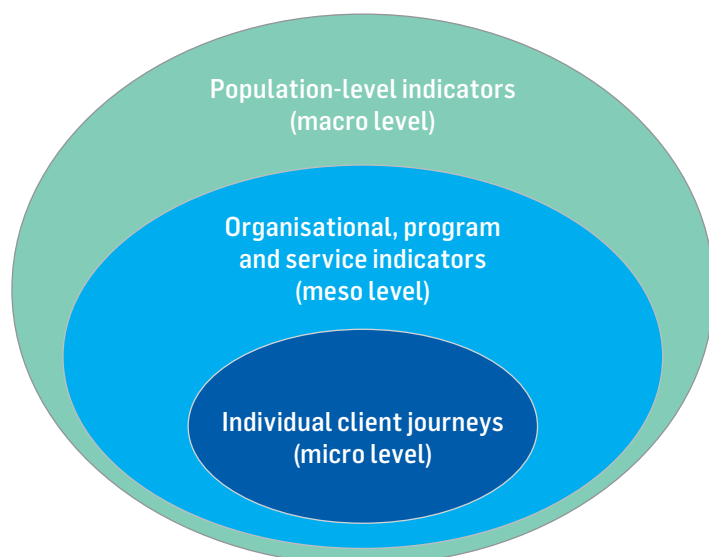 Population-level indicators
(macro level)
Organisational, program
and service indicators
(meso level)
Individual client journeys
(micro level)